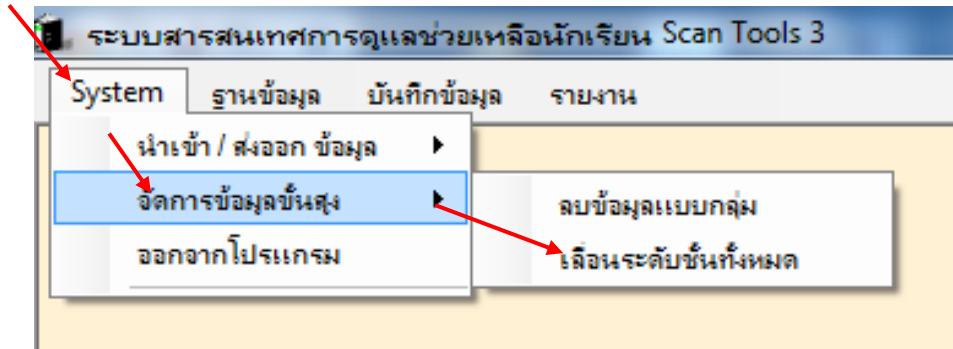 ระบบสารสนเทศการดูแลช่วยเหลือนักเรียน Scan Tools 3
System ฐานข้อมูล บันทึกข้อมูล รายงาน
นำเข้า / ส่งออก ข้อมูล
จัดการข้อมูลขั้นสูง
ลบข้อมูลแบบกลุ่ม
ออกจากโปรแกรม
เลื่อนระดับชั้นทั้งหมด